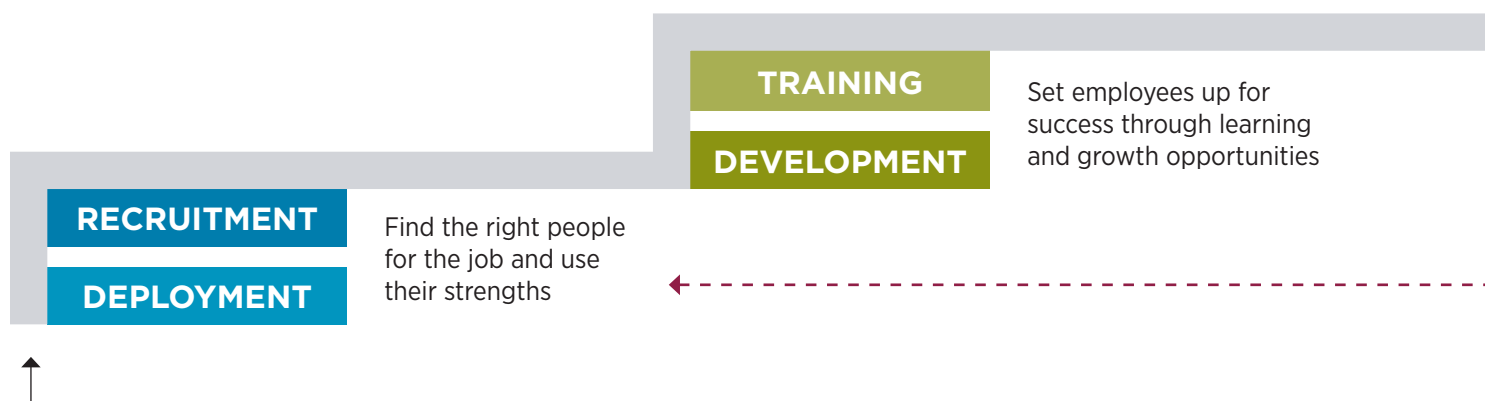 TRAINING
DEVELOPMENT
Set employees up for
success through learning
and growth opportunities
RECRUITMENT
DEPLOYMENT
Find the right people
for the job and use
their strengths